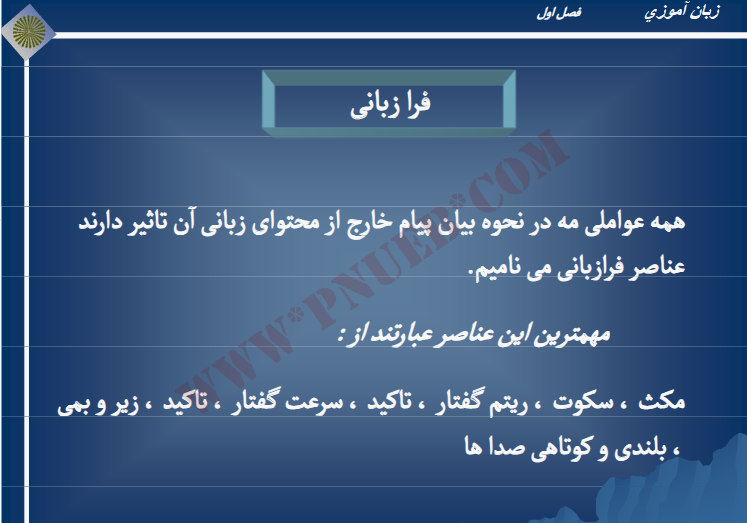 زبان آموزي
فصل اول
فرا زبانی
همه عواملی مه در نحوه بیان پیام خارج از محتوای زبانی آن تاثیر دارند
عناصر فرازبانی می نامیم.
مهمترین این عناصر عبارتند از :
مکث ، سکوت ، ریتم گفتار ، تاکید ، سرعت گفتار ، تاکید ، زیر و بمی
، بلندی و کوتاهی صدا ها
WWW*PNUEB*COM